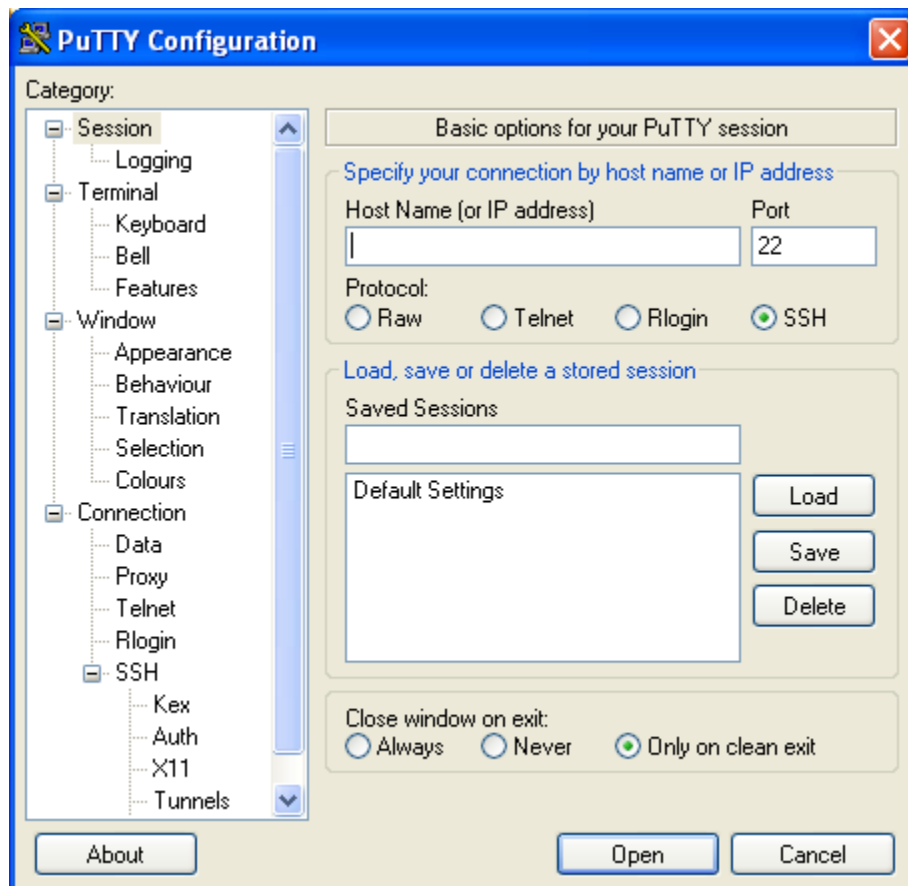 PuTTY Configuration
Category:
Session
Logging
Terminal
Keyboard
Bell
Features
Window
Appearance
Behaviour
Translation
Selection
Colours
Connection
Data
Proxy
Telnet
Rlogin
SSH
Kex
Auth
X11
Tunnels
Basic options for your PuTTY session
Specify your connection by host name or IP address
Host Name (or IP address) Port
22
Protocol:
Raw Telnet Rlogin SSH
Load, save or delete a stored session
Saved Sessions
Default Settings
Load
Save
Delete
Close window on exit:
Always Never Only on clean exit
About Open Cancel